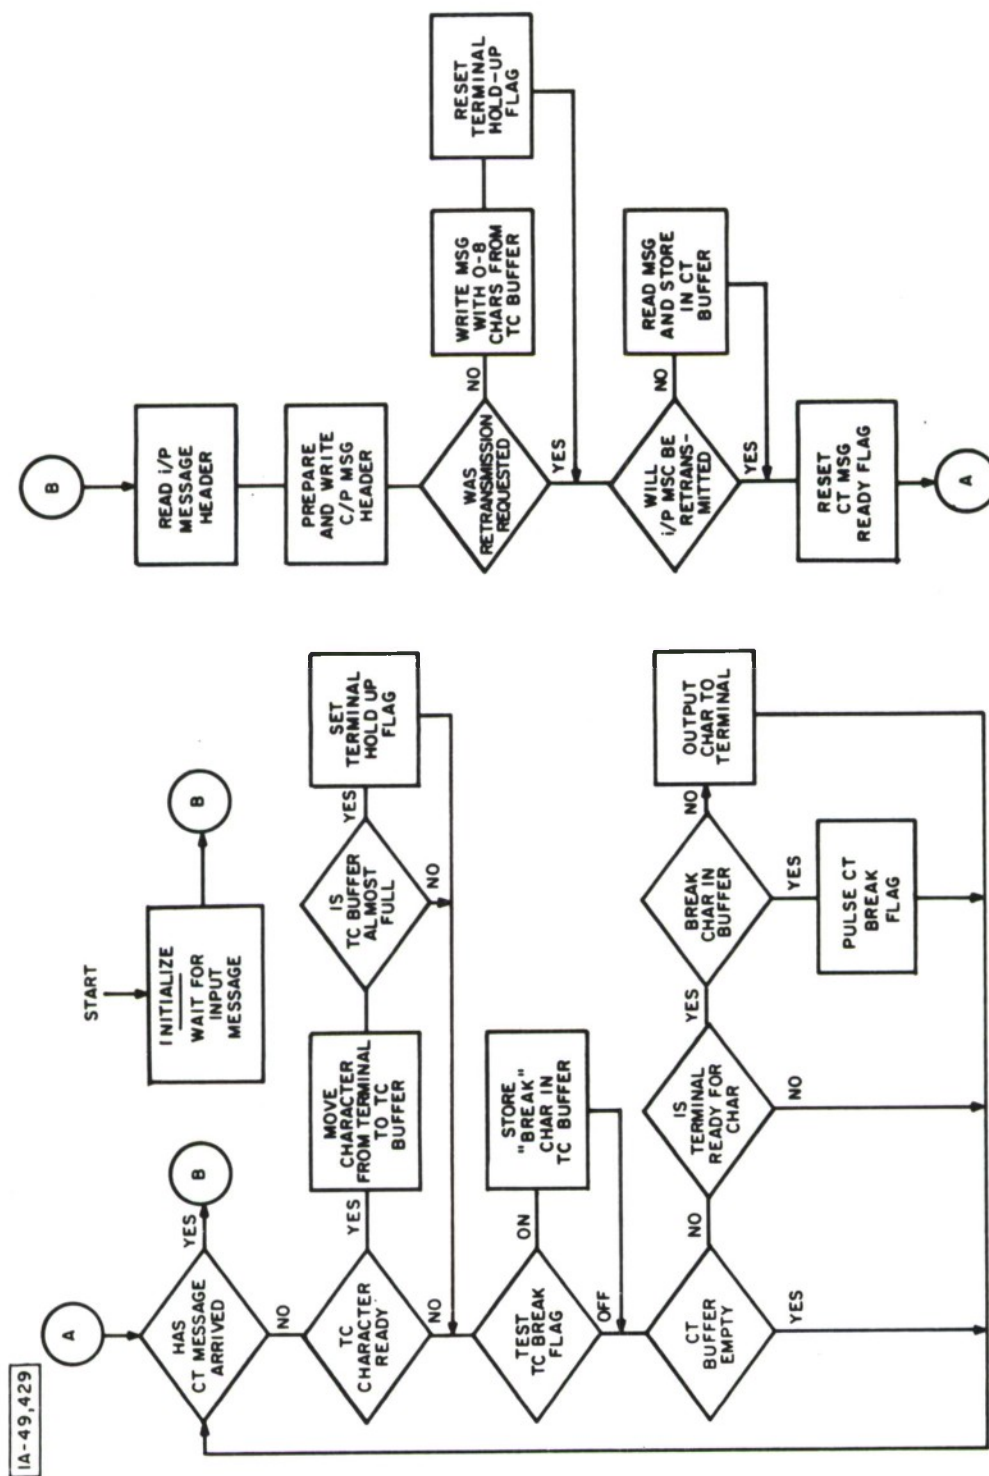 IA-49,429
A
HAS
CT MESSAGE
ARRIVED
YES
B
NO
START
INITIALIZE
WAIT FOR
INPUT
MESSAGE
B
TC
CHARACTER
READY
YES
NO
MOVE
CHARACTER
FROM TERMINAL
TO TC
BUFFER
IS
TC BUFFER
ALMOST
FULL
YES
NO
SET
TERMINAL
HOLD UP
FLAG
TEST
TC BREAK
FLAG
ON
OFF
STORE
"BREAK"
CHAR IN
TC BUFFER
CT
BUFFER
EMPTY
NO
YES
IS
TERMINAL
READY FOR
CHAR
YES
NO
BREAK
CHAR IN
BUFFER
NO
YES
OUTPUT
CHAR TO
TERMINAL
PULSE CT
BREAK
FLAG
B
READ i/P
MESSAGE
HEADER
PREPARE
AND WRITE
C/P MSG
HEADER
WAS
RETRANSMISSION
REQUESTED
NO
YES
WRITE MSG
WITH 0-8
CHARS FROM
TC BUFFER
RESET
TERMINAL
HOLD-UP
FLAG
WILL
i/P MSC BE
RETRANS-
MITTED
NO
YES
READ MSG
AND STORE
IN CT
BUFFER
RESET
CT MSG
READY FLAG
A